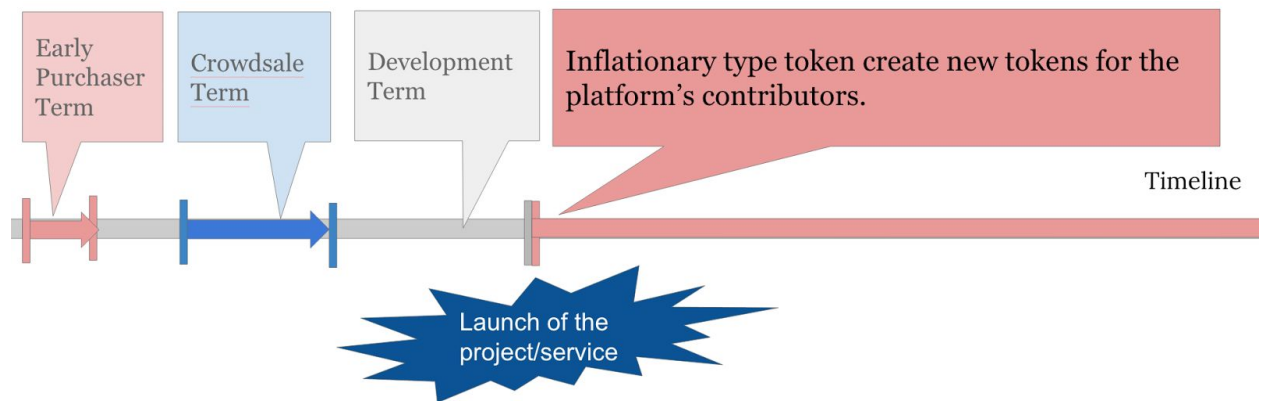 Early
Purchaser
Term
Crowdsale
Term
Development
Term
Inflationary type token create new tokens for the
platform’s contributors.
Timeline
Launch of the
project/service